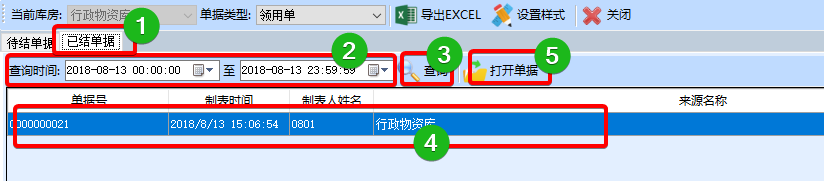 当前库房: 行政物资库 单据类型: 领用单 导出EXCEL 设置样式 关闭
待结单据 已结单据 1
2 3 5
查询时间: 2018-08-13 00:00:00 至 2018-08-13 23:59:59 查询 打开单据
单据号 制表时间 制表人姓名 来源名称
0000000021 2018/8/13 15:06:54 0801 行政物资库
4